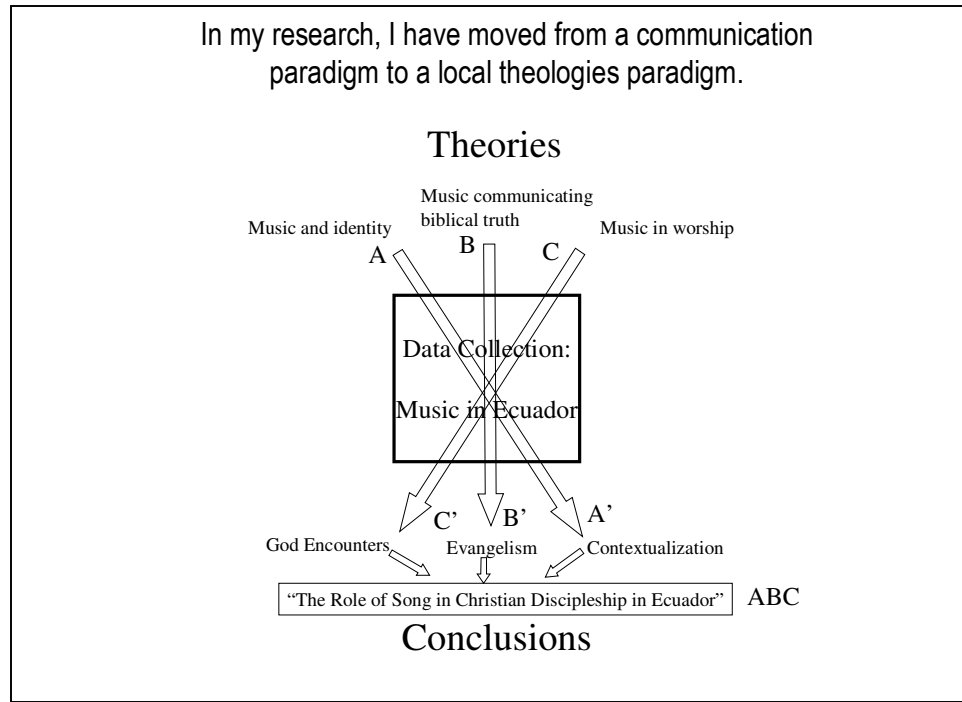 In my research, I have moved from a communication
paradigm to a local theologies paradigm.
Theories
Music communicating
biblical truth
Music and identity
Music in worship
A
B
C
Data Collection:
Music in Ecuador
C’
B’
A’
God Encounters
Evangelism
Contextualization
“The Role of Song in Christian Discipleship in Ecuador”
ABC
Conclusions